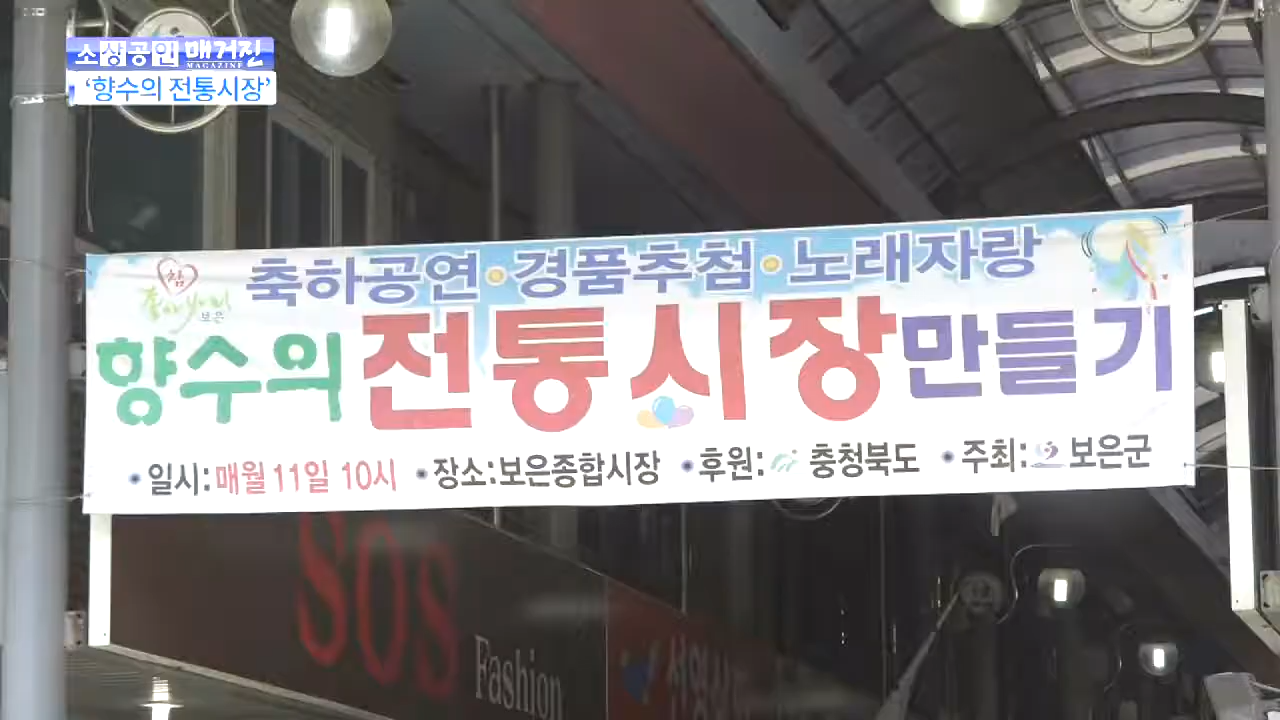 소상공인 매거진
MAGAZINE
‘향수의 전통시장’
축하공연·경품추첨·노래자랑
참
보은
향수의 전통시장 만들기
•일시:매월 11일 10시 •장소:보은종합시장 •후원: 충청북도 •주최: 보은군
SOS
Fashion